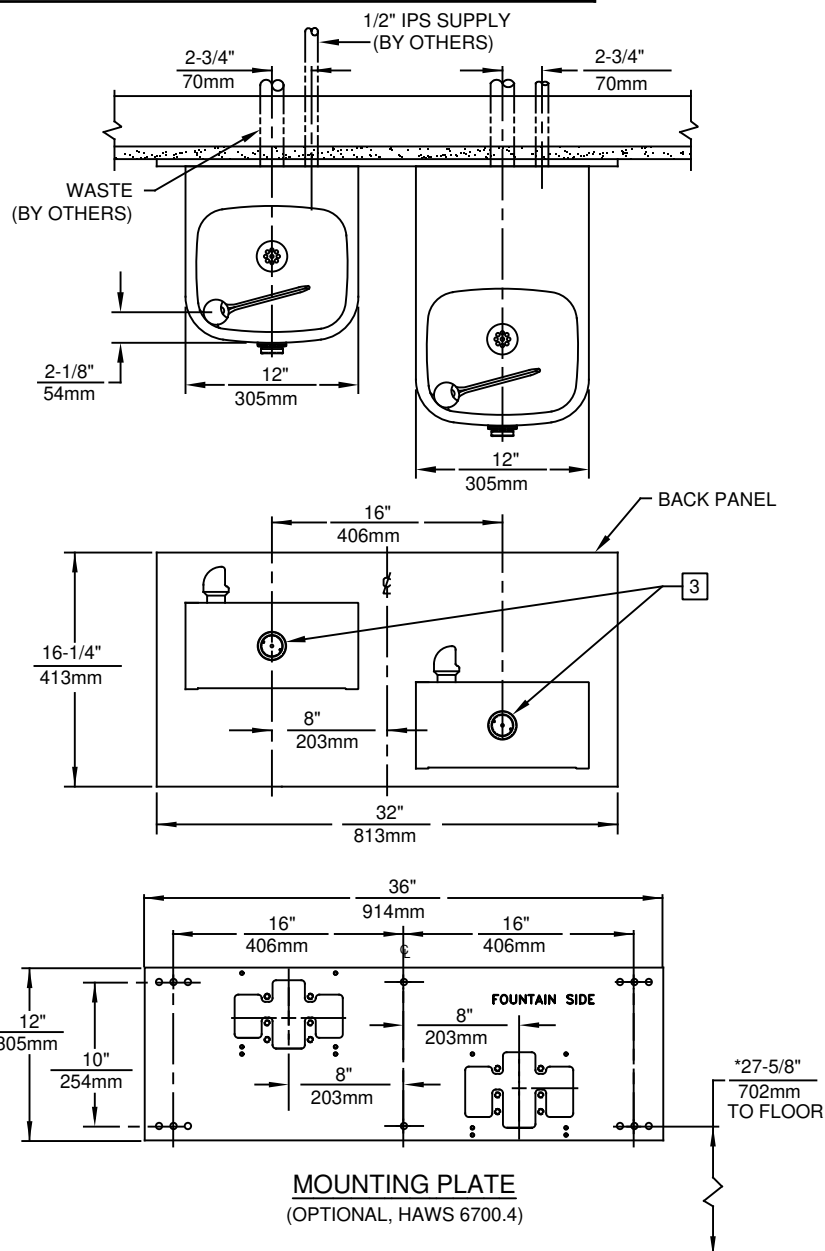 1/2" IPS SUPPLY
(BY OTHERS)
2-3/4"
70mm
2-3/4"
70mm
WASTE
(BY OTHERS)
2-1/8"
54mm
12"
305mm
12"
305mm
BACK PANEL
16"
406mm
℄
3
16-1/4"
413mm
8"
203mm
32"
813mm
36"
914mm
16"
406mm
℄
16"
406mm
FOUNTAIN SIDE
12"
305mm
10"
254mm
8"
203mm
8"
203mm
*27-5/8"
702mm
TO FLOOR
MOUNTING PLATE
(OPTIONAL, HAWS 6700.4)